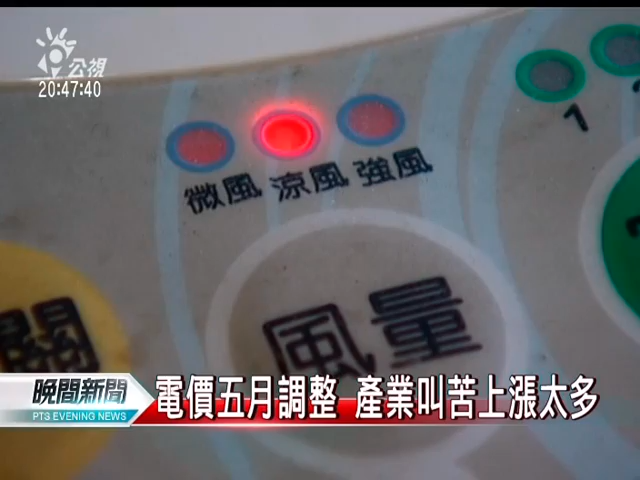 公視
20:47:40
1
微風 涼風 強風
風量
關
晚間新聞
PTS EVENING NEWS
電價五月調整 產業叫苦上漲太多